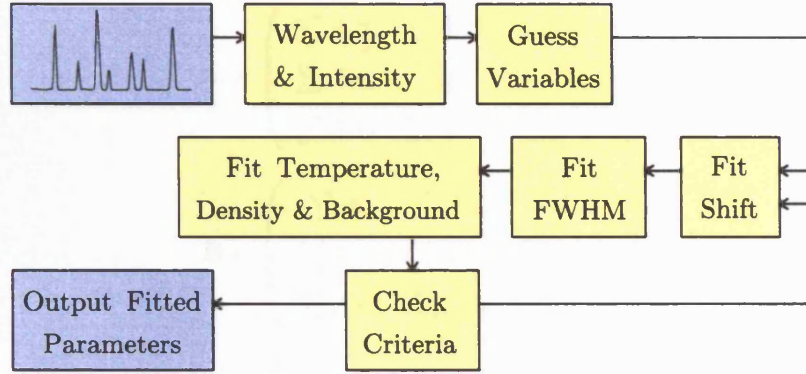 Wavelength
& Intensity
Guess
Variables
Fit Temperature,
Density & Background
Fit
FWHM
Fit
Shift
Output Fitted
Parameters
Check
Criteria